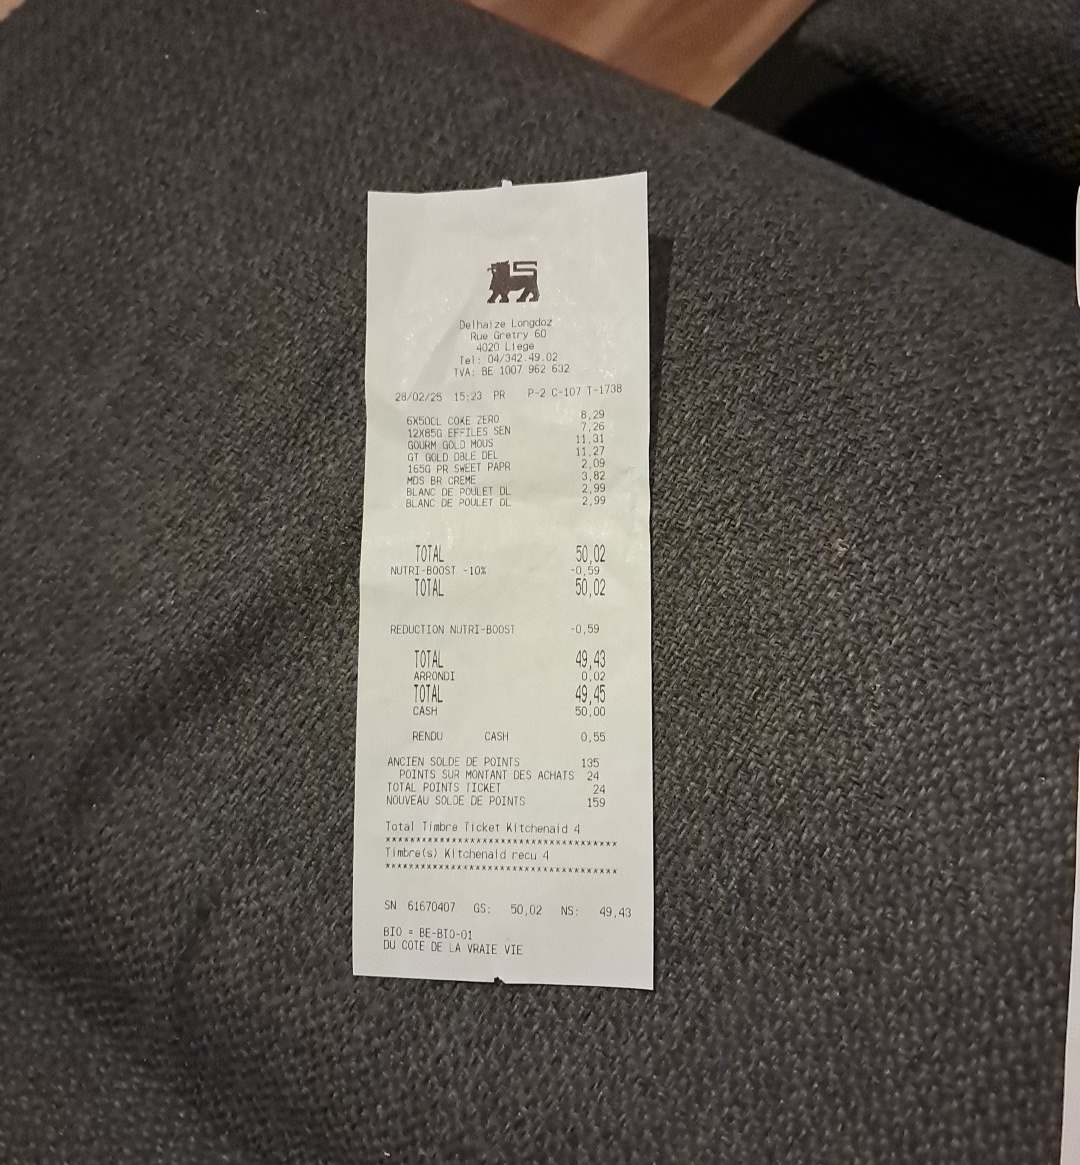 Delhaize Longdoz
Rue Gretry 60
4020 Liege
Tel: 04/342.49.02
TVA: BE 1007 962 632
28/02/25 15:23 PR P-2 C-107 T-1738
6X50CL COKE ZERO 8,29
12X85G EFFILES SEN 7,26
GOURM GOLD MOUS 11,31
GT GOLD DBLE DEL 11,27
165G PR SWEET PAPR 2,09
MDS BR CREME 3,82
BLANC DE POULET DL 2,99
BLANC DE POULET DL 2,99
TOTAL 50,02
NUTRI-BOOST -10% -0,59
TOTAL 50,02
REDUCTION NUTRI-BOOST -0,59
TOTAL 49,43
ARRONDI 0,02
TOTAL 49,45
CASH 50,00
RENDU CASH 0,55
ANCIEN SOLDE DE POINTS 135
POINTS SUR MONTANT DES ACHATS 24
TOTAL POINTS TICKET 24
NOUVEAU SOLDE DE POINTS 159
Total Timbre Ticket Kitchenaid 4
***************************************
Timbre(s) Kitchenaid recu 4
***************************************
SN 61670407 GS: 50,02 NS: 49,43
BIO = BE-BIO-01
DU COTE DE LA VRAIE VIE